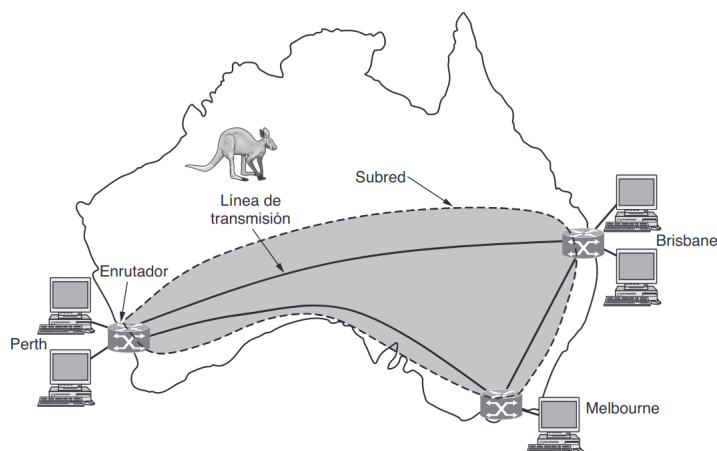 Subred
Línea de
transmisión
Brisbane
Enrutador
Perth
Melbourne